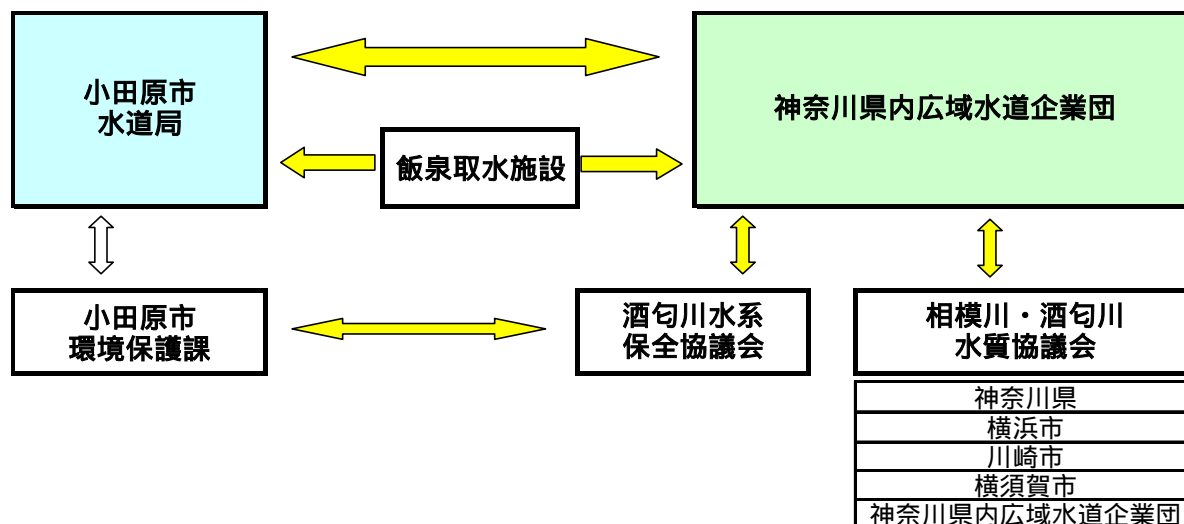 小田原市
水道局
神奈川県内広域水道企業団
飯泉取水施設
小田原市
環境保護課
酒匂川水系
保全協議会
相模川・酒匂川
水質協議会
神奈川県
横浜市
川崎市
横須賀市
神奈川県内広域水道企業団